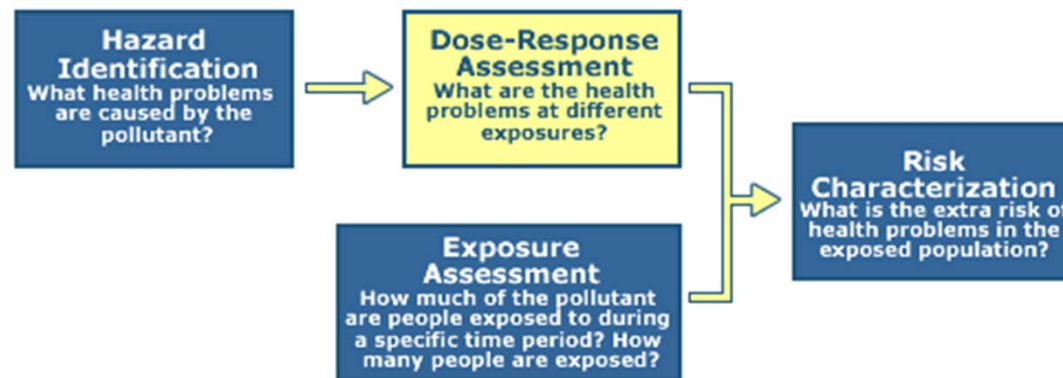 Hazard
Identification
What health problems
are caused by the
pollutant?
Dose-Response
Assessment
What are the health
problems at different
exposures?
Exposure
Assessment
How much of the pollutant
are people exposed to during
a specific time period? How
many people are exposed?
Risk
Characterization
What is the extra risk of
health problems in the
exposed population?